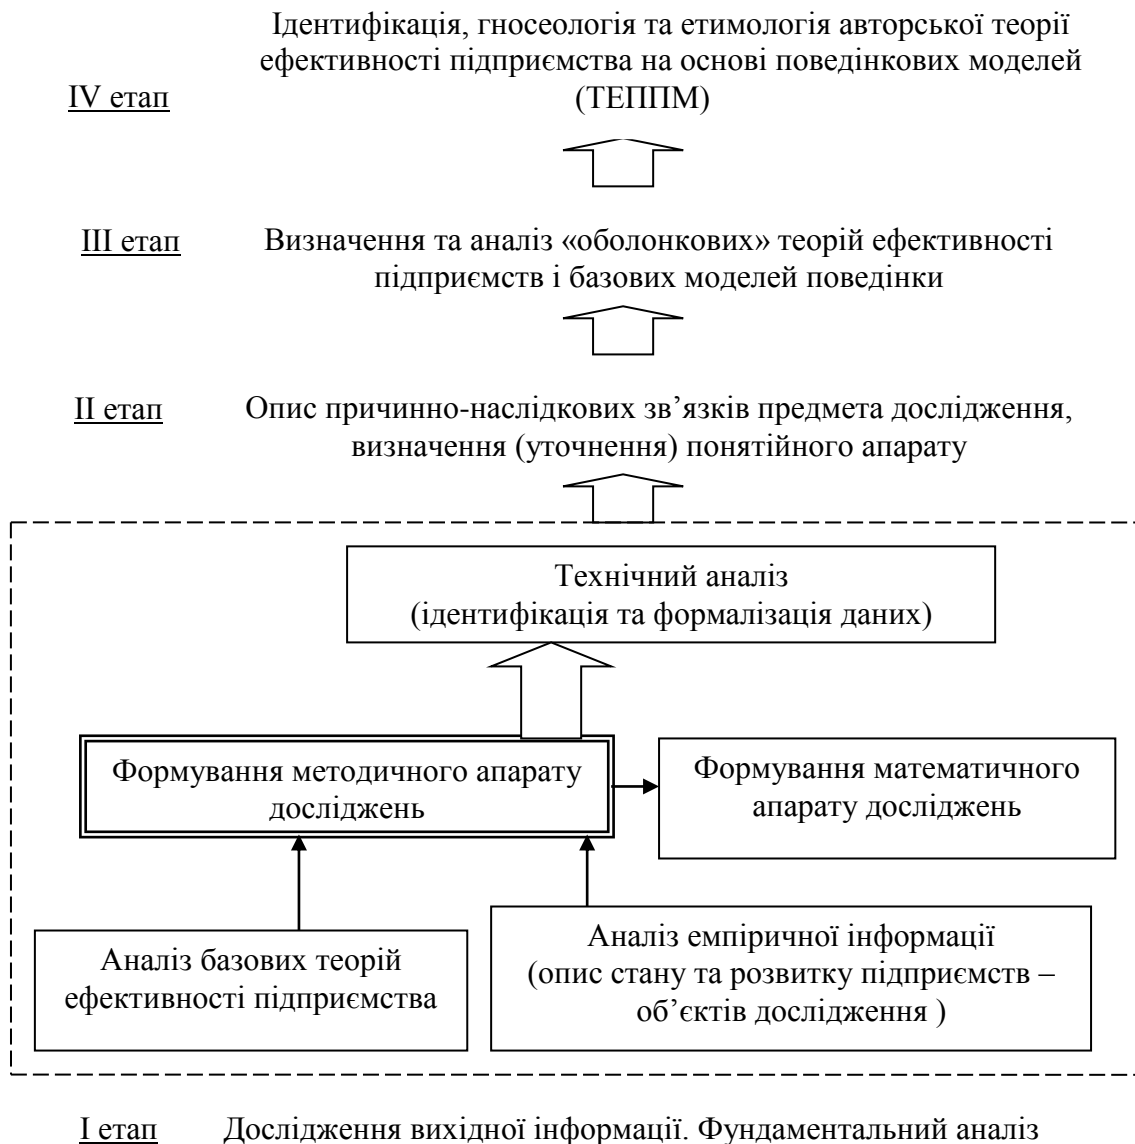 Ідентифікація, гносеологія та етимологія авторської теорії
ефективності підприємства на основі поведінкових моделей
(ТЕППМ)
IV етап
III етап
Визначення та аналіз «оболонкових» теорій ефективності
підприємств і базових моделей поведінки
II етап
Опис причинно-наслідкових зв’язків предмета дослідження,
визначення (уточнення) понятійного апарату
Технічний аналіз
(ідентифікація та формалізація даних)
Формування методичного апарату
досліджень
Формування математичного
апарату досліджень
Аналіз базових теорій
ефективності підприємства
Аналіз емпіричної інформації
(опис стану та розвитку підприємств –
об’єктів дослідження )
I етап
Дослідження вихідної інформації. Фундаментальний аналіз